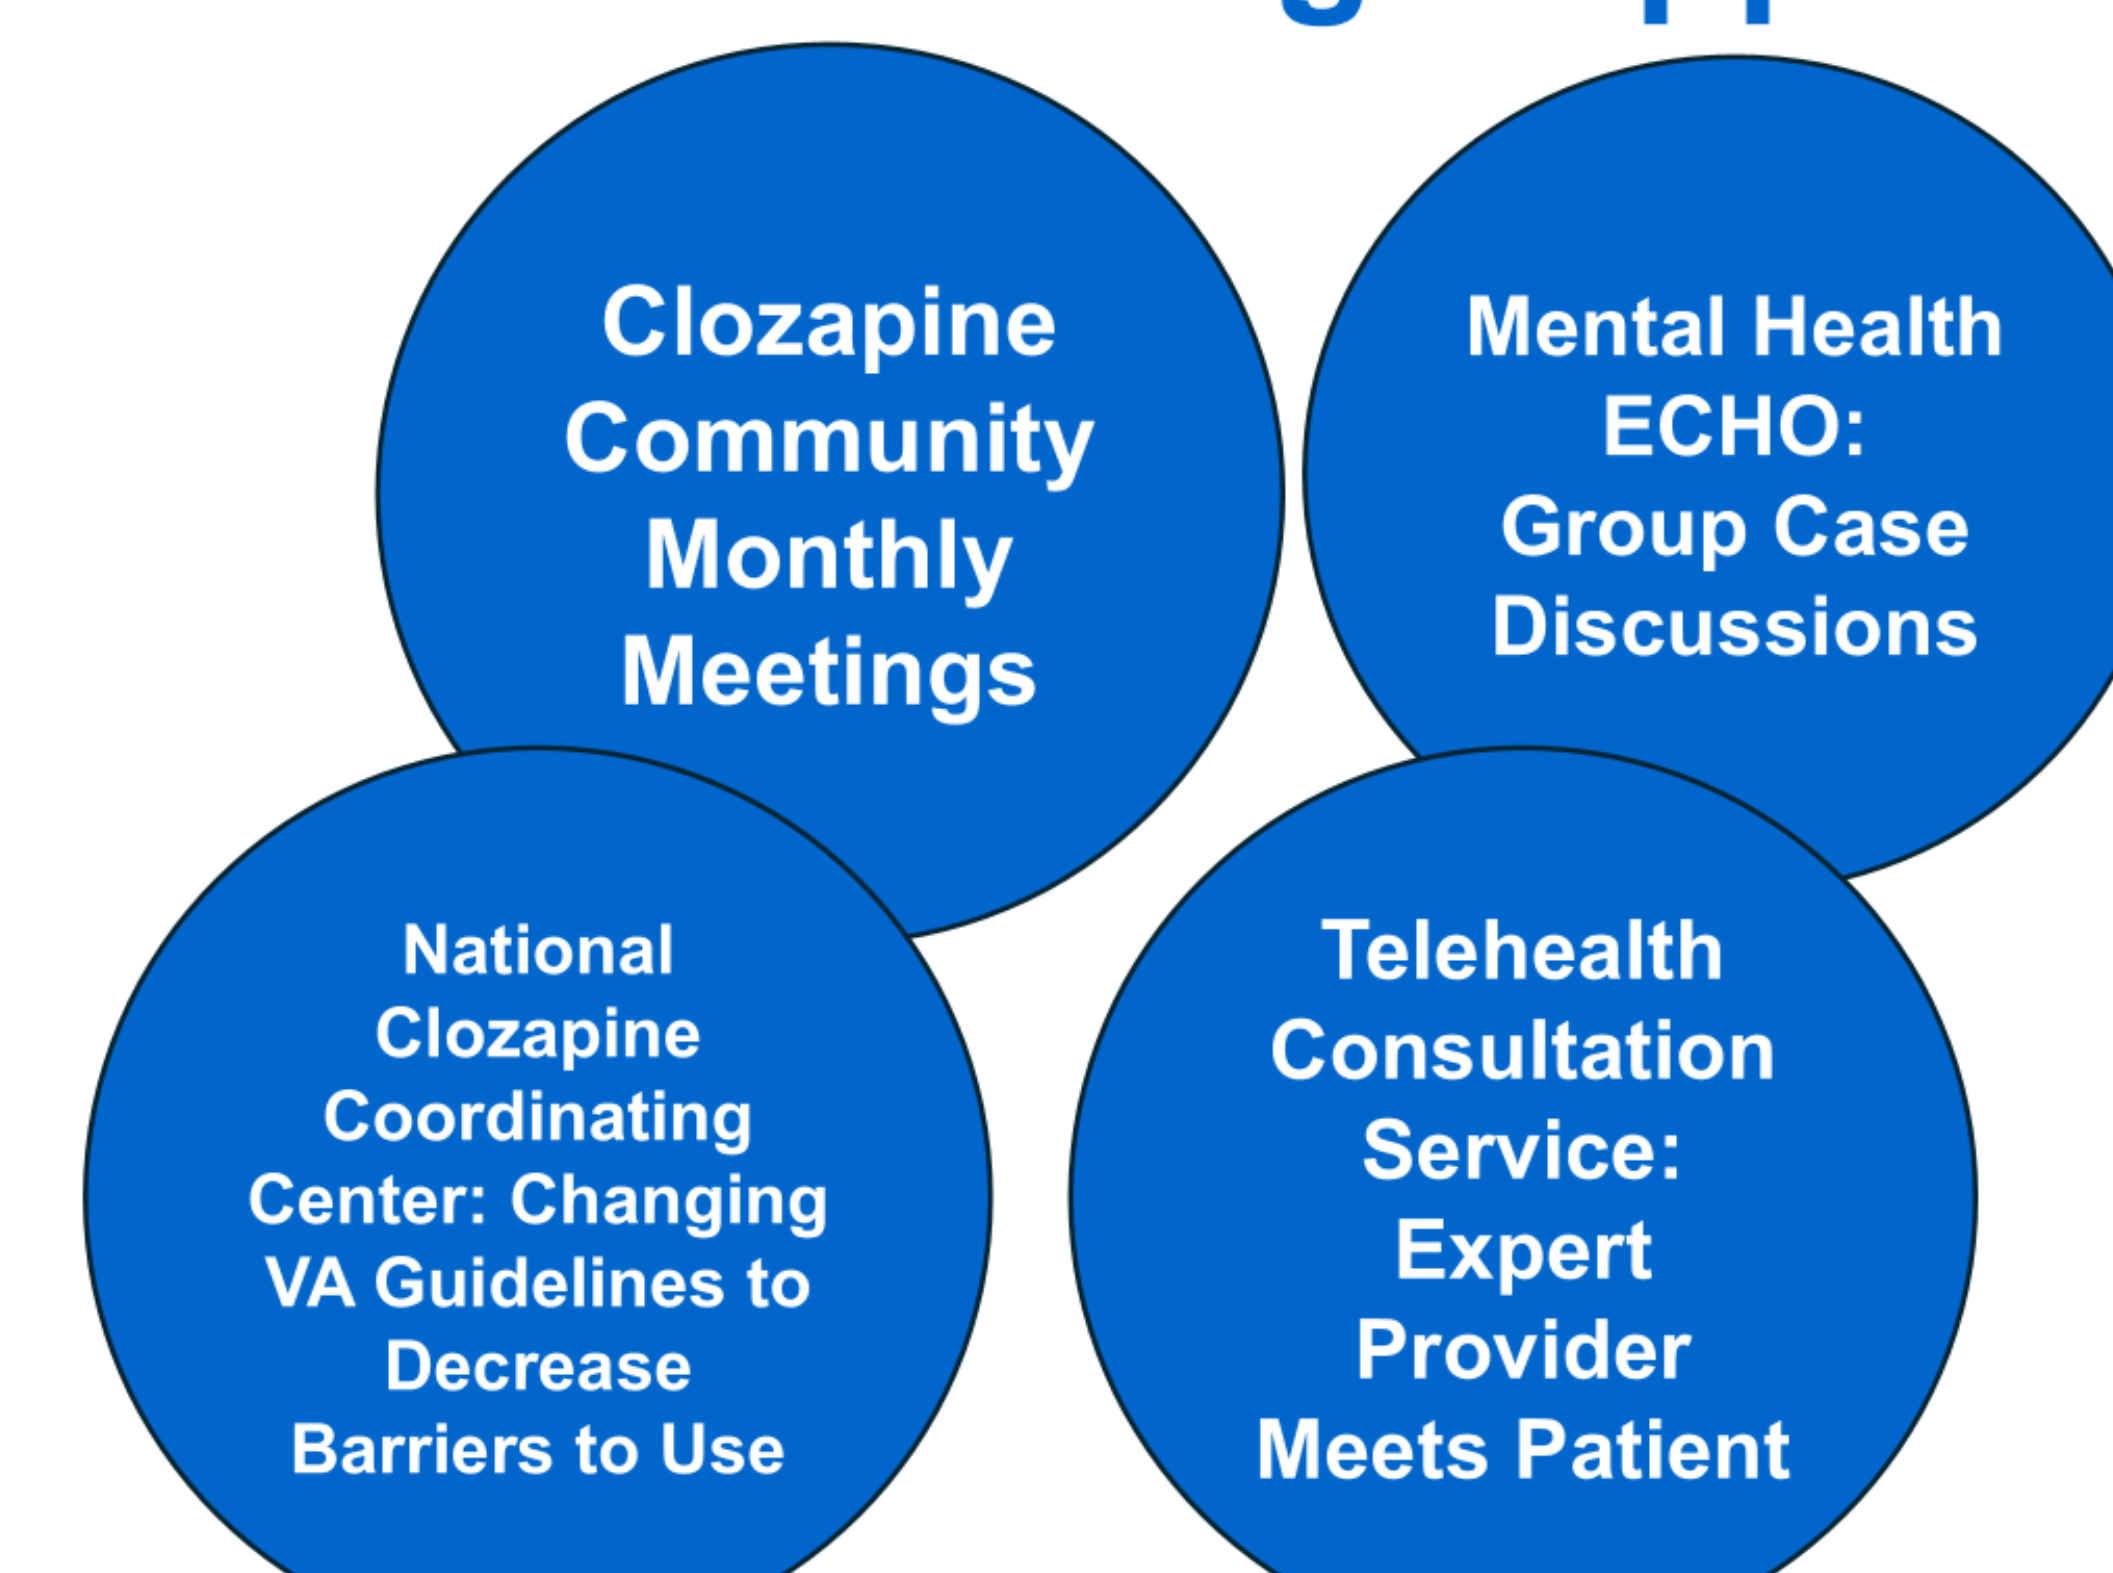 Clozapine
Community
Monthly
Meetings
Mental Health
ECHO:
Group Case
Discussions
National
Clozapine
Coordinating
Center: Changing
VA Guidelines to
Decrease
Barriers to Use
Telehealth
Consultation
Service:
Expert
Provider
Meets Patient